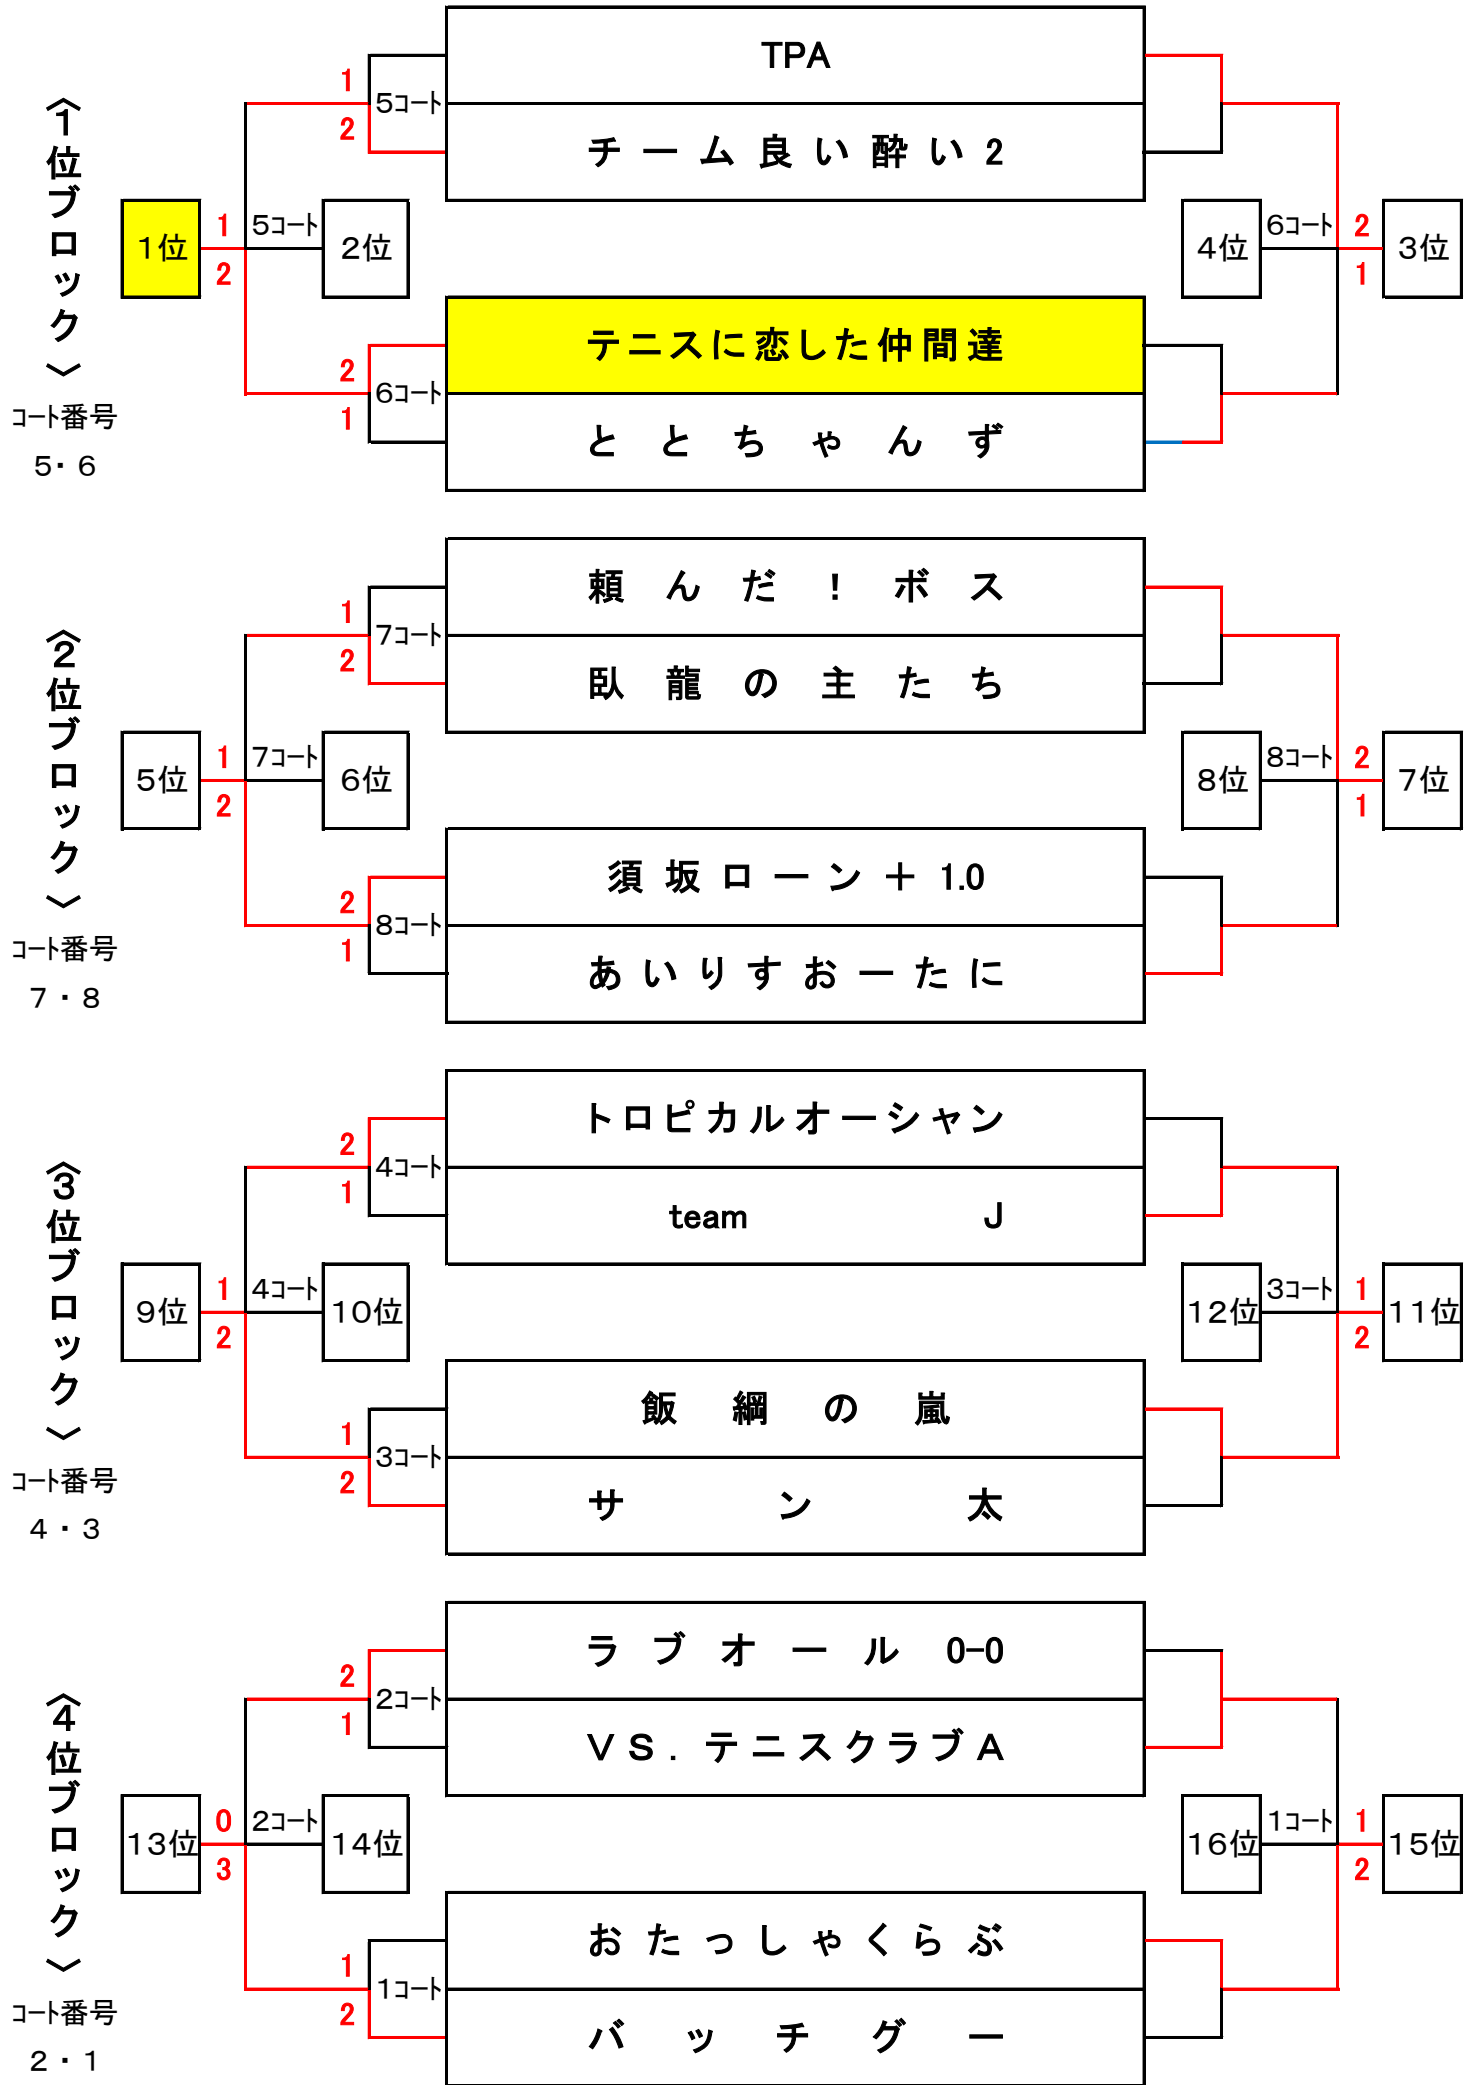 〈1位ブロック〉
TPA
1
5コート
2
チーム良い酔い2
1位
1
5コート
2位
2
4位
6コート
2
3位
1
テニスに恋した仲間達
2
6コート
1
ととちゃんず
コート番号
5・6
〈2位ブロック〉
頼んだ!ボス
1
7コート
2
臥龍の主たち
5位
1
7コート
6位
2
8位
8コート
2
7位
1
須坂ローン+1.0
2
8コート
1
あいりすおーたに
コート番号
7・8
〈3位ブロック〉
トロピカルオーシャン
2
4コート
1
team J
9位
1
4コート
10位
2
12位
3コート
1
11位
2
飯綱の嵐
1
3コート
2
サン太
コート番号
4・3
〈4位ブロック〉
ラブオール 0-0
2
2コート
1
VS.テニスクラブA
13位
0
2コート
14位
3
16位
1コート
1
15位
2
おたっしゃくらぶ
1
1コート
2
バッチグー
コート番号
2・1